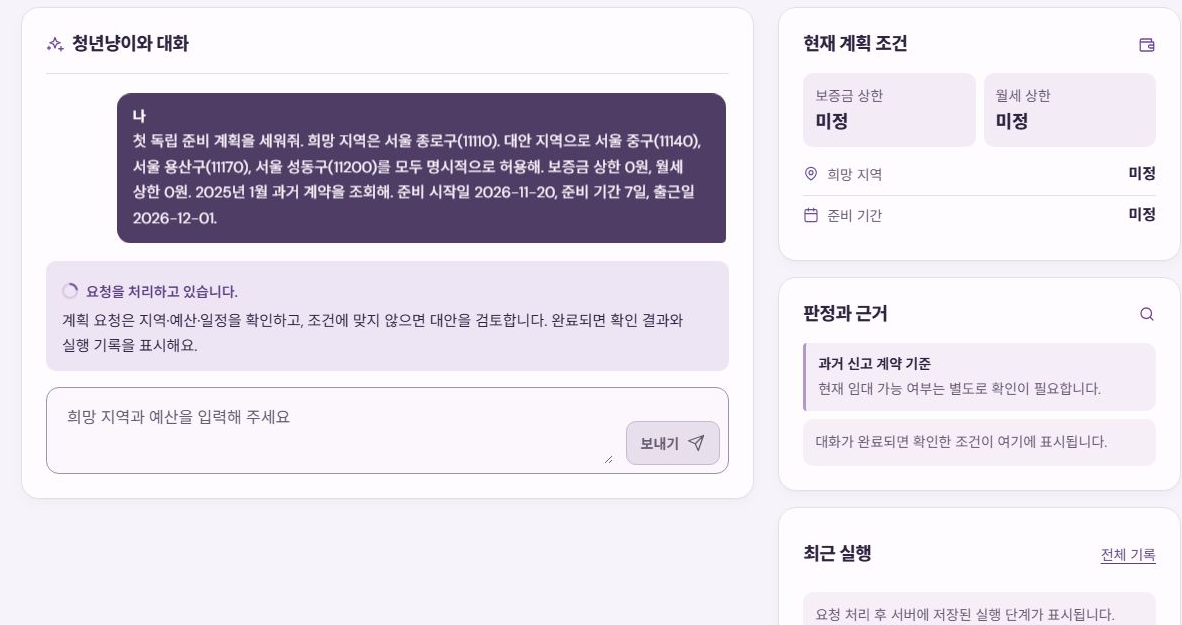 청년냥이와 대화
나
첫 독립 준비 계획을 세워줘. 희망 지역은 서울 종로구(11110). 대안 지역으로 서울 중구(11140),
서울 용산구(11170), 서울 성동구(11200)를 모두 명시적으로 허용해. 보증금 상한 0원, 월세
상한 0원. 2025년 1월 과거 계약을 조회해. 준비 시작일 2026-11-20, 준비 기간 7일, 출근일
2026-12-01.
요청을 처리하고 있습니다.
계획 요청은 지역·예산·일정을 확인하고, 조건에 맞지 않으면 대안을 검토합니다. 완료되면 확인 결과와
실행 기록을 표시해요.
희망 지역과 예산을 입력해 주세요
보내기
현재 계획 조건
보증금 상한
미정
월세 상한
미정
희망 지역 미정
준비 기간 미정
판정과 근거
과거 신고 계약 기준
현재 임대 가능 여부는 별도로 확인이 필요합니다.
대화가 완료되면 확인한 조건이 여기에 표시됩니다.
최근 실행 전체 기록
요청 처리 후 서버에 저장된 실행 단계가 표시됩니다.